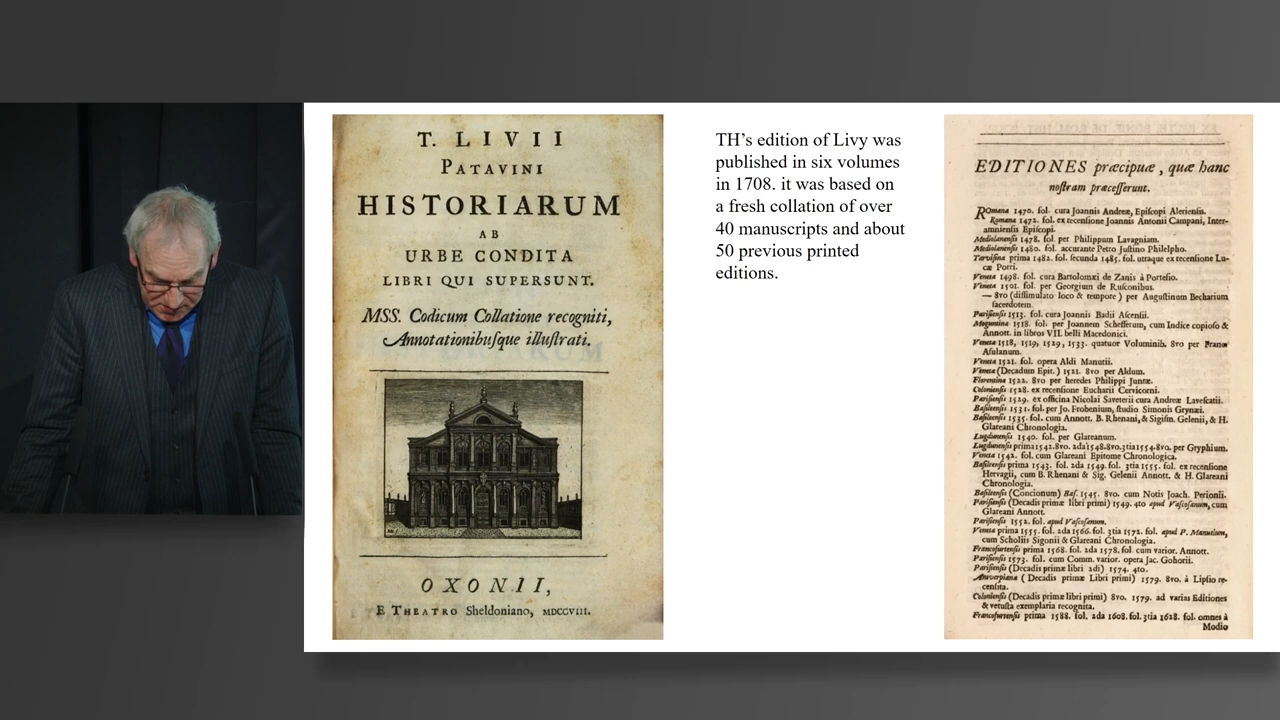 T. LIVII
PATAVINI
HISTORIARUM
AB
URBE CONDITA
LIBRI QUI SUPERSUNT.
MSS. Codicum Collatione recogniti,
Annotationibuſque illuſtrati.
OXONII,
E THEATRO Sheldoniano, MDCCVIII.
TH's edition of Livy was
published in six volumes
in 1708. it was based on
a fresh collation of over
40 manuscripts and about
50 previous printed
editions.
EDITIONES præcipuæ, quæ hanc
noſtram præceſſerunt.
Romana 1470. fol. cura Joannis Andreæ, Epiſcopi Alerienſis.
Romana 1472. fol. ex recenſione Joannis Antonii Campani, Inter-
amnienſis Epiſcopi.
Mediolanenſis 1478. fol. per Philippum Lavagniam.
Mediolanenſis 1480. fol. accurante Petro Juſtino Philelpho.
Tarviſina prima 1482. fol. ſecunda 1485. fol. utraque ex recenſione Lu-
cæ Porri.
Veneta 1498. fol. cura Bartolomæi de Zanis à Porteſio.
Veneta 1501. fol. per Georgium de Ruſconibus.
— 8vo (diſſimulato loco & tempore) per Auguſtinum Becharium
ſacerdotem.
Pariſienſis 1513. fol. cura Joannis Badii Aſcenſii.
Moguntina 1518. fol. per Joannem Schefferum, cum Indice copioſo &
Annott. in libros VII. belli Macedonici.
Veneta 1518, 1519, 1529, 1533. quatuor Voluminib. 8vo per Franc.
Aſulanum.
Veneta 1521. fol. opera Aldi Manutii.
Veneta (Decadum Epit.) 1521. 8vo per Aldum.
Florentina 1522. 8vo per heredes Philippi Juntæ.
Colonienſis 1528. ex recenſione Eucharii Cervicorni.
Pariſienſis 1529. ex officina Nicolai Saveterii cura Andreæ Laveſcatii.
Baſileenſis 1531. fol. per Jo. Frobenium, ſtudio Simonis Grynæi.
Baſileenſis 1535. fol. cum Annott. B. Rhenani, & Sigiſm. Gelenii, & H.
Glareani Chronologia.
Lugdunenſis 1540. fol. per Glareanum.
Lugdunenſis prima 1542. 8vo. 2da 1548. 8vo. 3tia 1554. 8vo. per Gryphium.
Veneta 1542. fol. cum Glareani Epitome Chronologica.
Baſileenſis prima 1543. fol. 2da 1549. fol. 3tia 1555. fol. ex recenſione
Hervagii, cum B. Rhenani & Sig. Gelenii Annott. & H. Glareani
Chronologia.
Baſileenſis (Concionum) Baſ. 1545. 8vo. cum Notis Joach. Perionii.
Pariſienſis (Decadis primæ libri primi) 1549. 4to apud Vaſcoſanum, cum
Glareani Annott.
Pariſienſis 1552. fol. apud Vaſcoſanum.
Veneta prima 1555. fol. 2da 1566. fol. 3tia 1572. fol. apud P. Manutium,
cum Scholiis Sigonii & Glareani Chronologia.
Francofurtenſis prima 1568. fol. 2da 1578. fol. cum varior. Annott.
Pariſienſis 1573. fol. cum Comm. varior. opera Jac. Gohorii.
Pariſienſis (Decadis primæ libri 2di) 1574. 4to.
Antverpiana (Decadis primæ Libri primi) 1579. 8vo. à Lipſio re-
cenſita.
Colonienſis (Decadis primæ libri primi) 8vo. 1579. ad varias Editiones
& vetuſta exemplaria recognita.
Francofurtenſis prima 1588. fol. 2da 1608. fol. 3tia 1628. fol. omnes à
Modio